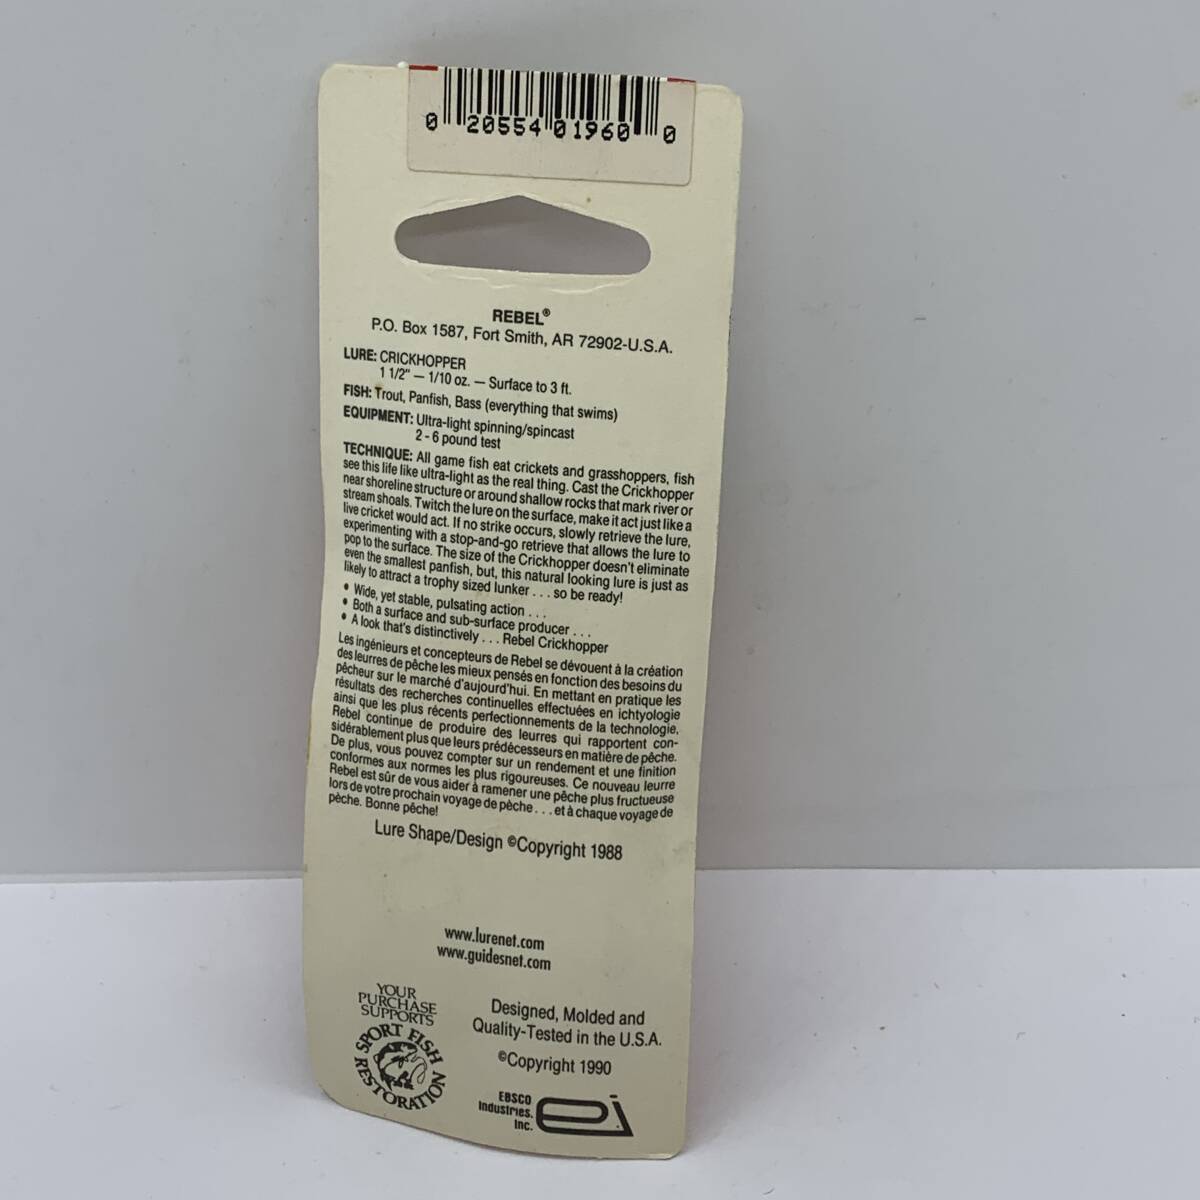 0 20554 01960 0
REBEL®
P.O. Box 1587, Fort Smith, AR 72902-U.S.A.
LURE: CRICKHOPPER
1 1/2" — 1/10 oz. — Surface to 3 ft.
FISH: Trout, Panfish, Bass (everything that swims)
EQUIPMENT: Ultra-light spinning/spincast
2 - 6 pound test
TECHNIQUE: All game fish eat crickets and grasshoppers, fish
see this life like ultra-light as the real thing. Cast the Crickhopper
near shoreline structure or around shallow rocks that mark river or
stream shoals. Twitch the lure on the surface, make it act just like a
live cricket would act. If no strike occurs, slowly retrieve the lure,
experimenting with a stop-and-go retrieve that allows the lure to
pop to the surface. The size of the Crickhopper doesn't eliminate
even the smallest panfish, but, this natural looking lure is just as
likely to attract a trophy sized lunker . . . so be ready!
• Wide, yet stable, pulsating action . . .
• Both a surface and sub-surface producer . . .
• A look that's distinctively . . . Rebel Crickhopper
Les ingénieurs et concepteurs de Rebel se dévouent à la création
des leurres de pêche les mieux pensés en fonction des besoins du
pêcheur sur le marché d'aujourd'hui. En mettant en pratique les
résultats des recherches continuelles effectuées en ichtyologie
ainsi que les plus récents perfectionnements de la technologie,
Rebel continue de produire des leurres qui rapportent con-
sidérablement plus que leurs prédécesseurs en matière de pêche.
De plus, vous pouvez compter sur un rendement et une finition
conformes aux normes les plus rigoureuses. Ce nouveau leurre
Rebel est sûr de vous aider à ramener une pêche plus fructueuse
lors de votre prochain voyage de pêche . . . et à chaque voyage de
pêche. Bonne pêche!
Lure Shape/Design ©Copyright 1988
www.lurenet.com
www.guidesnet.com
YOUR
PURCHASE
SUPPORTS
SPORT FISH
RESTORATION
Designed, Molded and
Quality-Tested in the U.S.A.
©Copyright 1990
EBSCO
Industries,
Inc.
ei